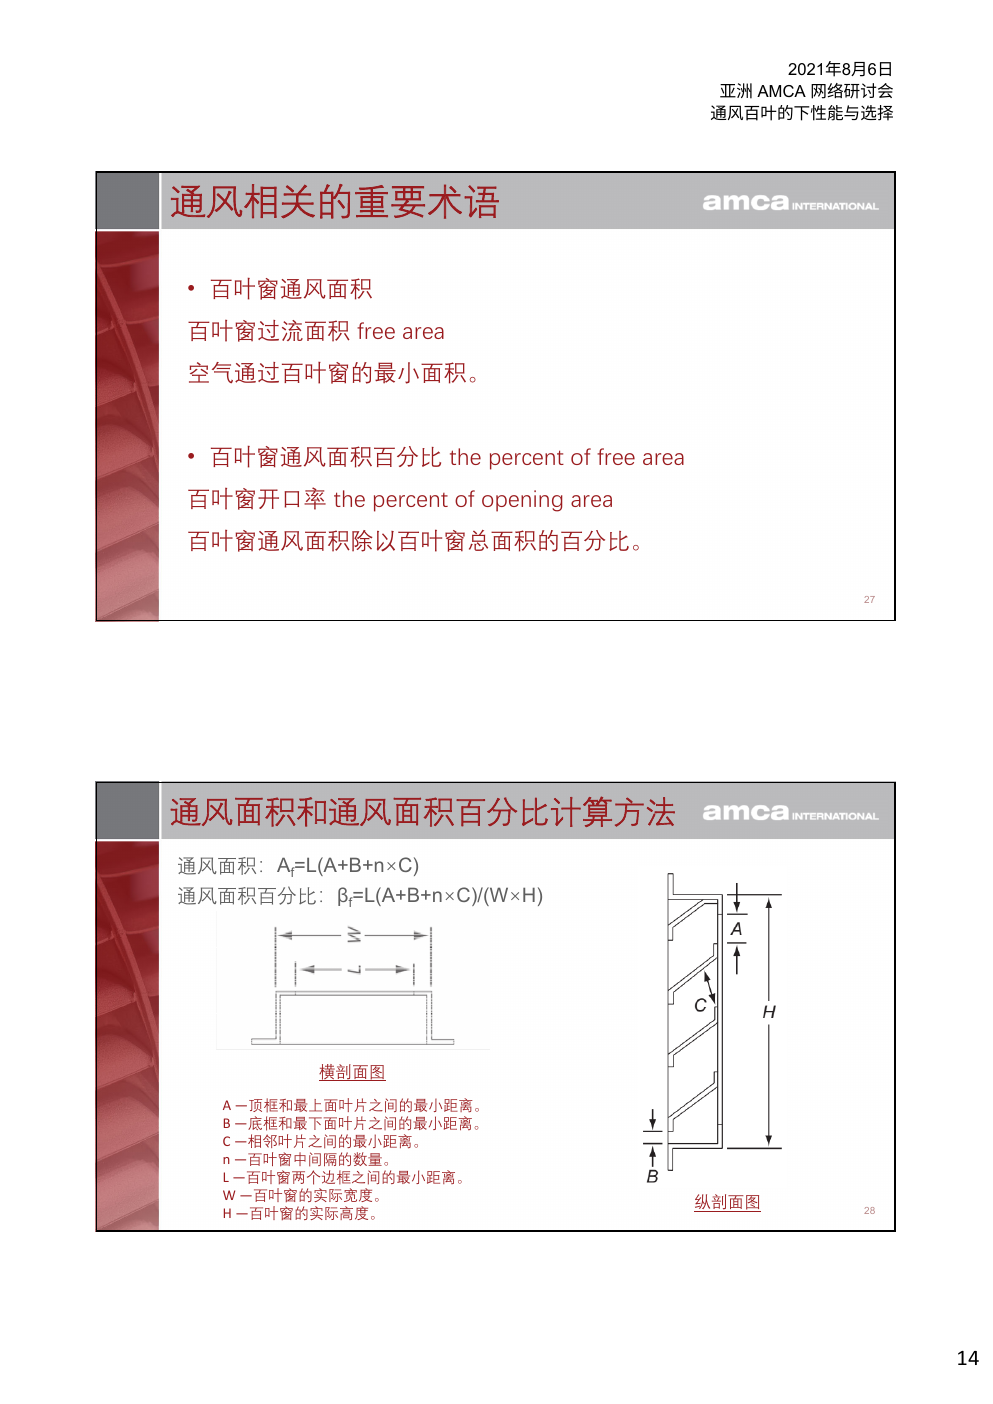 2021年8月6日
亚洲 AMCA 网络研讨会
通风百叶的下性能与选择
通风相关的重要术语
amca INTERNATIONAL
• 百叶窗通风面积
百叶窗过流面积 free area
空气通过百叶窗的最小面积。
• 百叶窗通风面积百分比 the percent of free area
百叶窗开口率 the percent of opening area
百叶窗通风面积除以百叶窗总面积的百分比。
27
通风面积和通风面积百分比计算方法
amca INTERNATIONAL
通风面积：Af=L(A+B+n×C)
通风面积百分比：βf=L(A+B+n×C)/(W×H)
W
L
横剖面图
A —顶框和最上面叶片之间的最小距离。
B —底框和最下面叶片之间的最小距离。
C —相邻叶片之间的最小距离。
n —百叶窗中间隔的数量。
L —百叶窗两个边框之间的最小距离。
W —百叶窗的实际宽度。
H —百叶窗的实际高度。
A
C
H
B
纵剖面图
28
14